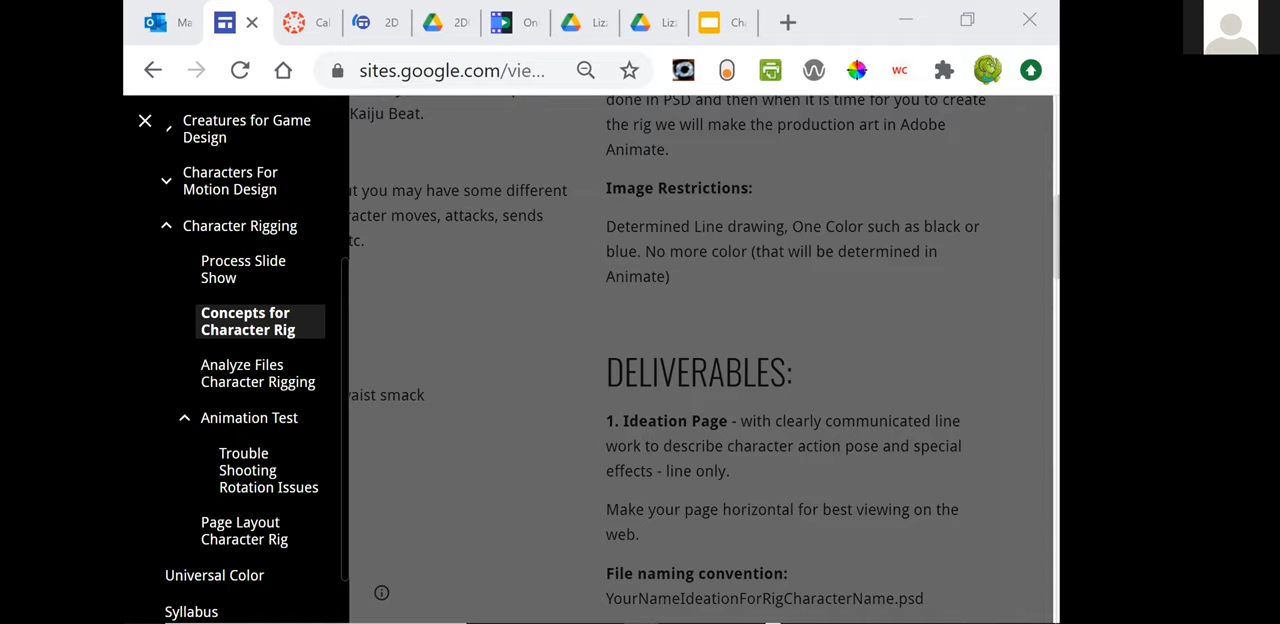 Ma
Cal
2D
2D
On
Liz
Liz
Ch
sites.google.com/vie...
WC
Creatures for Game
Design
Characters For
Motion Design
Character Rigging
Process Slide
Show
Concepts for
Character Rig
Analyze Files
Character Rigging
Animation Test
Trouble
Shooting
Rotation Issues
Page Layout
Character Rig
Universal Color
Syllabus
Kaiju Beat.
ut you may have some different
racter moves, attacks, sends
tc.
aist smack
done in PSD and then when it is time for you to create
the rig we will make the production art in Adobe
Animate.
Image Restrictions:
Determined Line drawing, One Color such as black or
blue. No more color (that will be determined in
Animate)
DELIVERABLES:
1. Ideation Page - with clearly communicated line
work to describe character action pose and special
effects - line only.
Make your page horizontal for best viewing on the
web.
File naming convention:
YourNameIdeationForRigCharacterName.psd